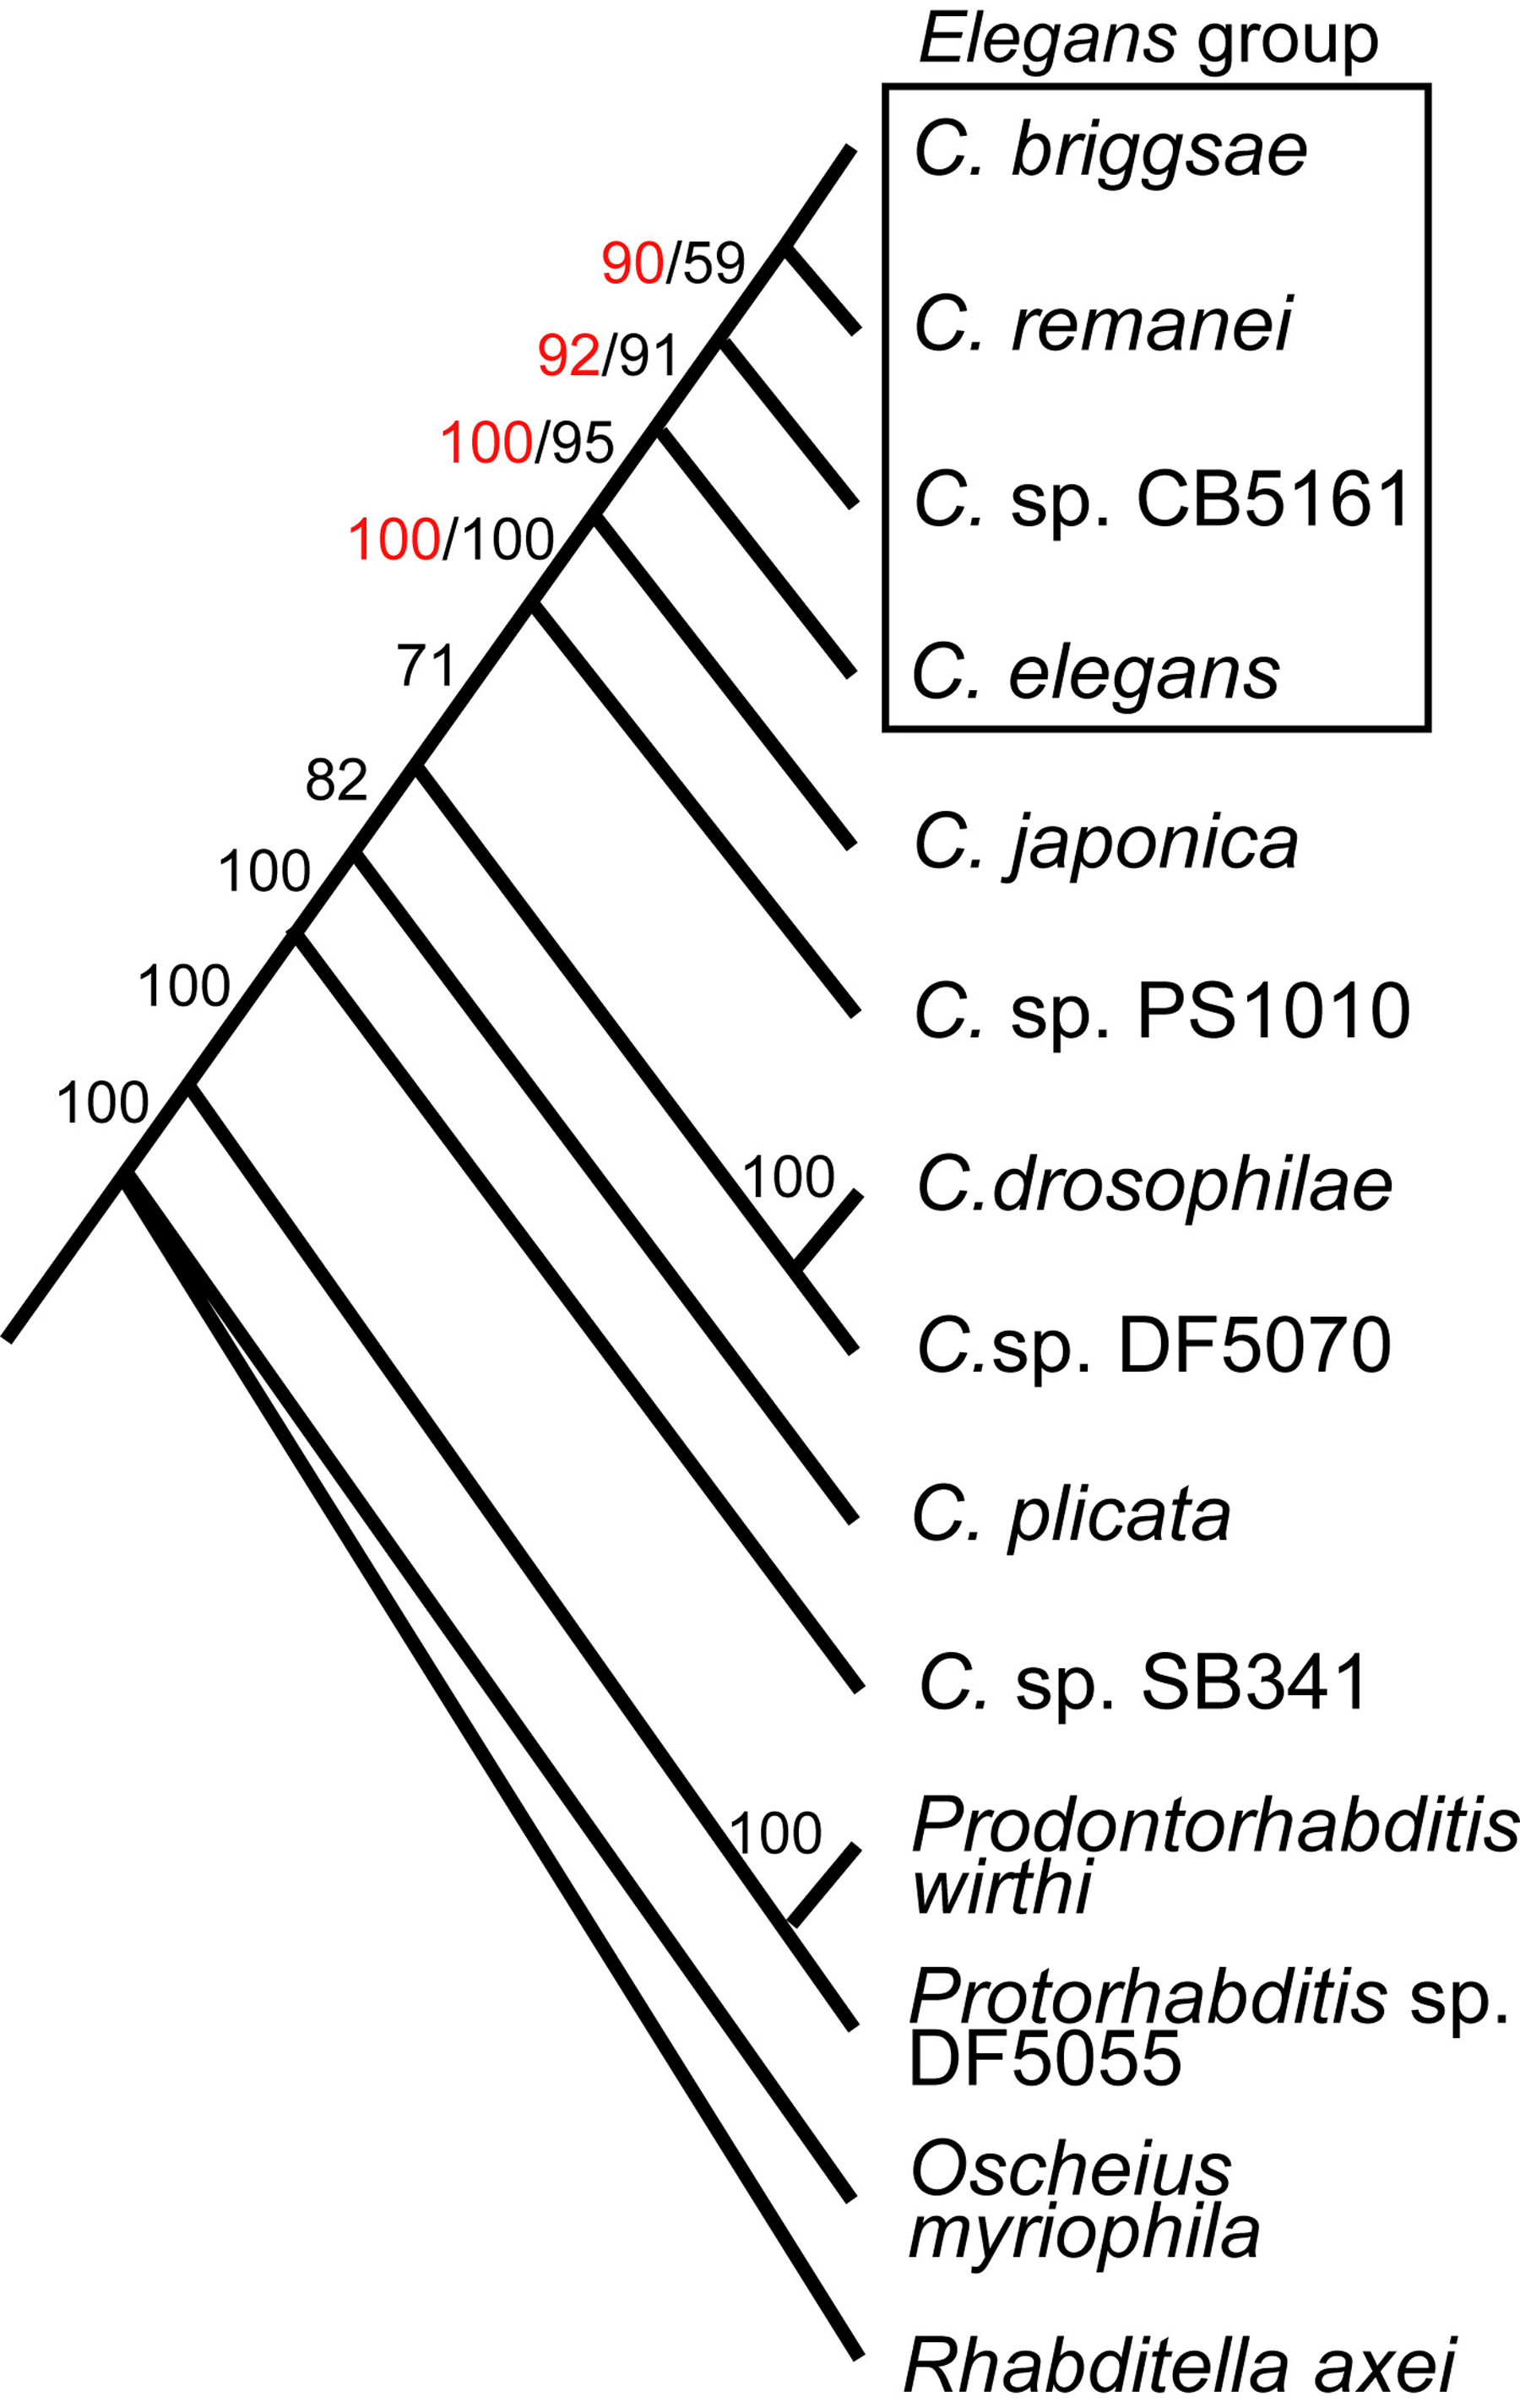 Elegans group
C. briggsae
90/59
C. remanei
92/91
100/95
C. sp. CB5161
100/100
71
C. elegans
82
C. japonica
100
100
C. sp. PS1010
100
100
C.drosophilae
C.sp. DF5070
C. plicata
C. sp. SB341
100
Prodontorhabditis
wirthi
Protorhabditis sp.
DF5055
Oscheius
myriophila
Rhabditella axei